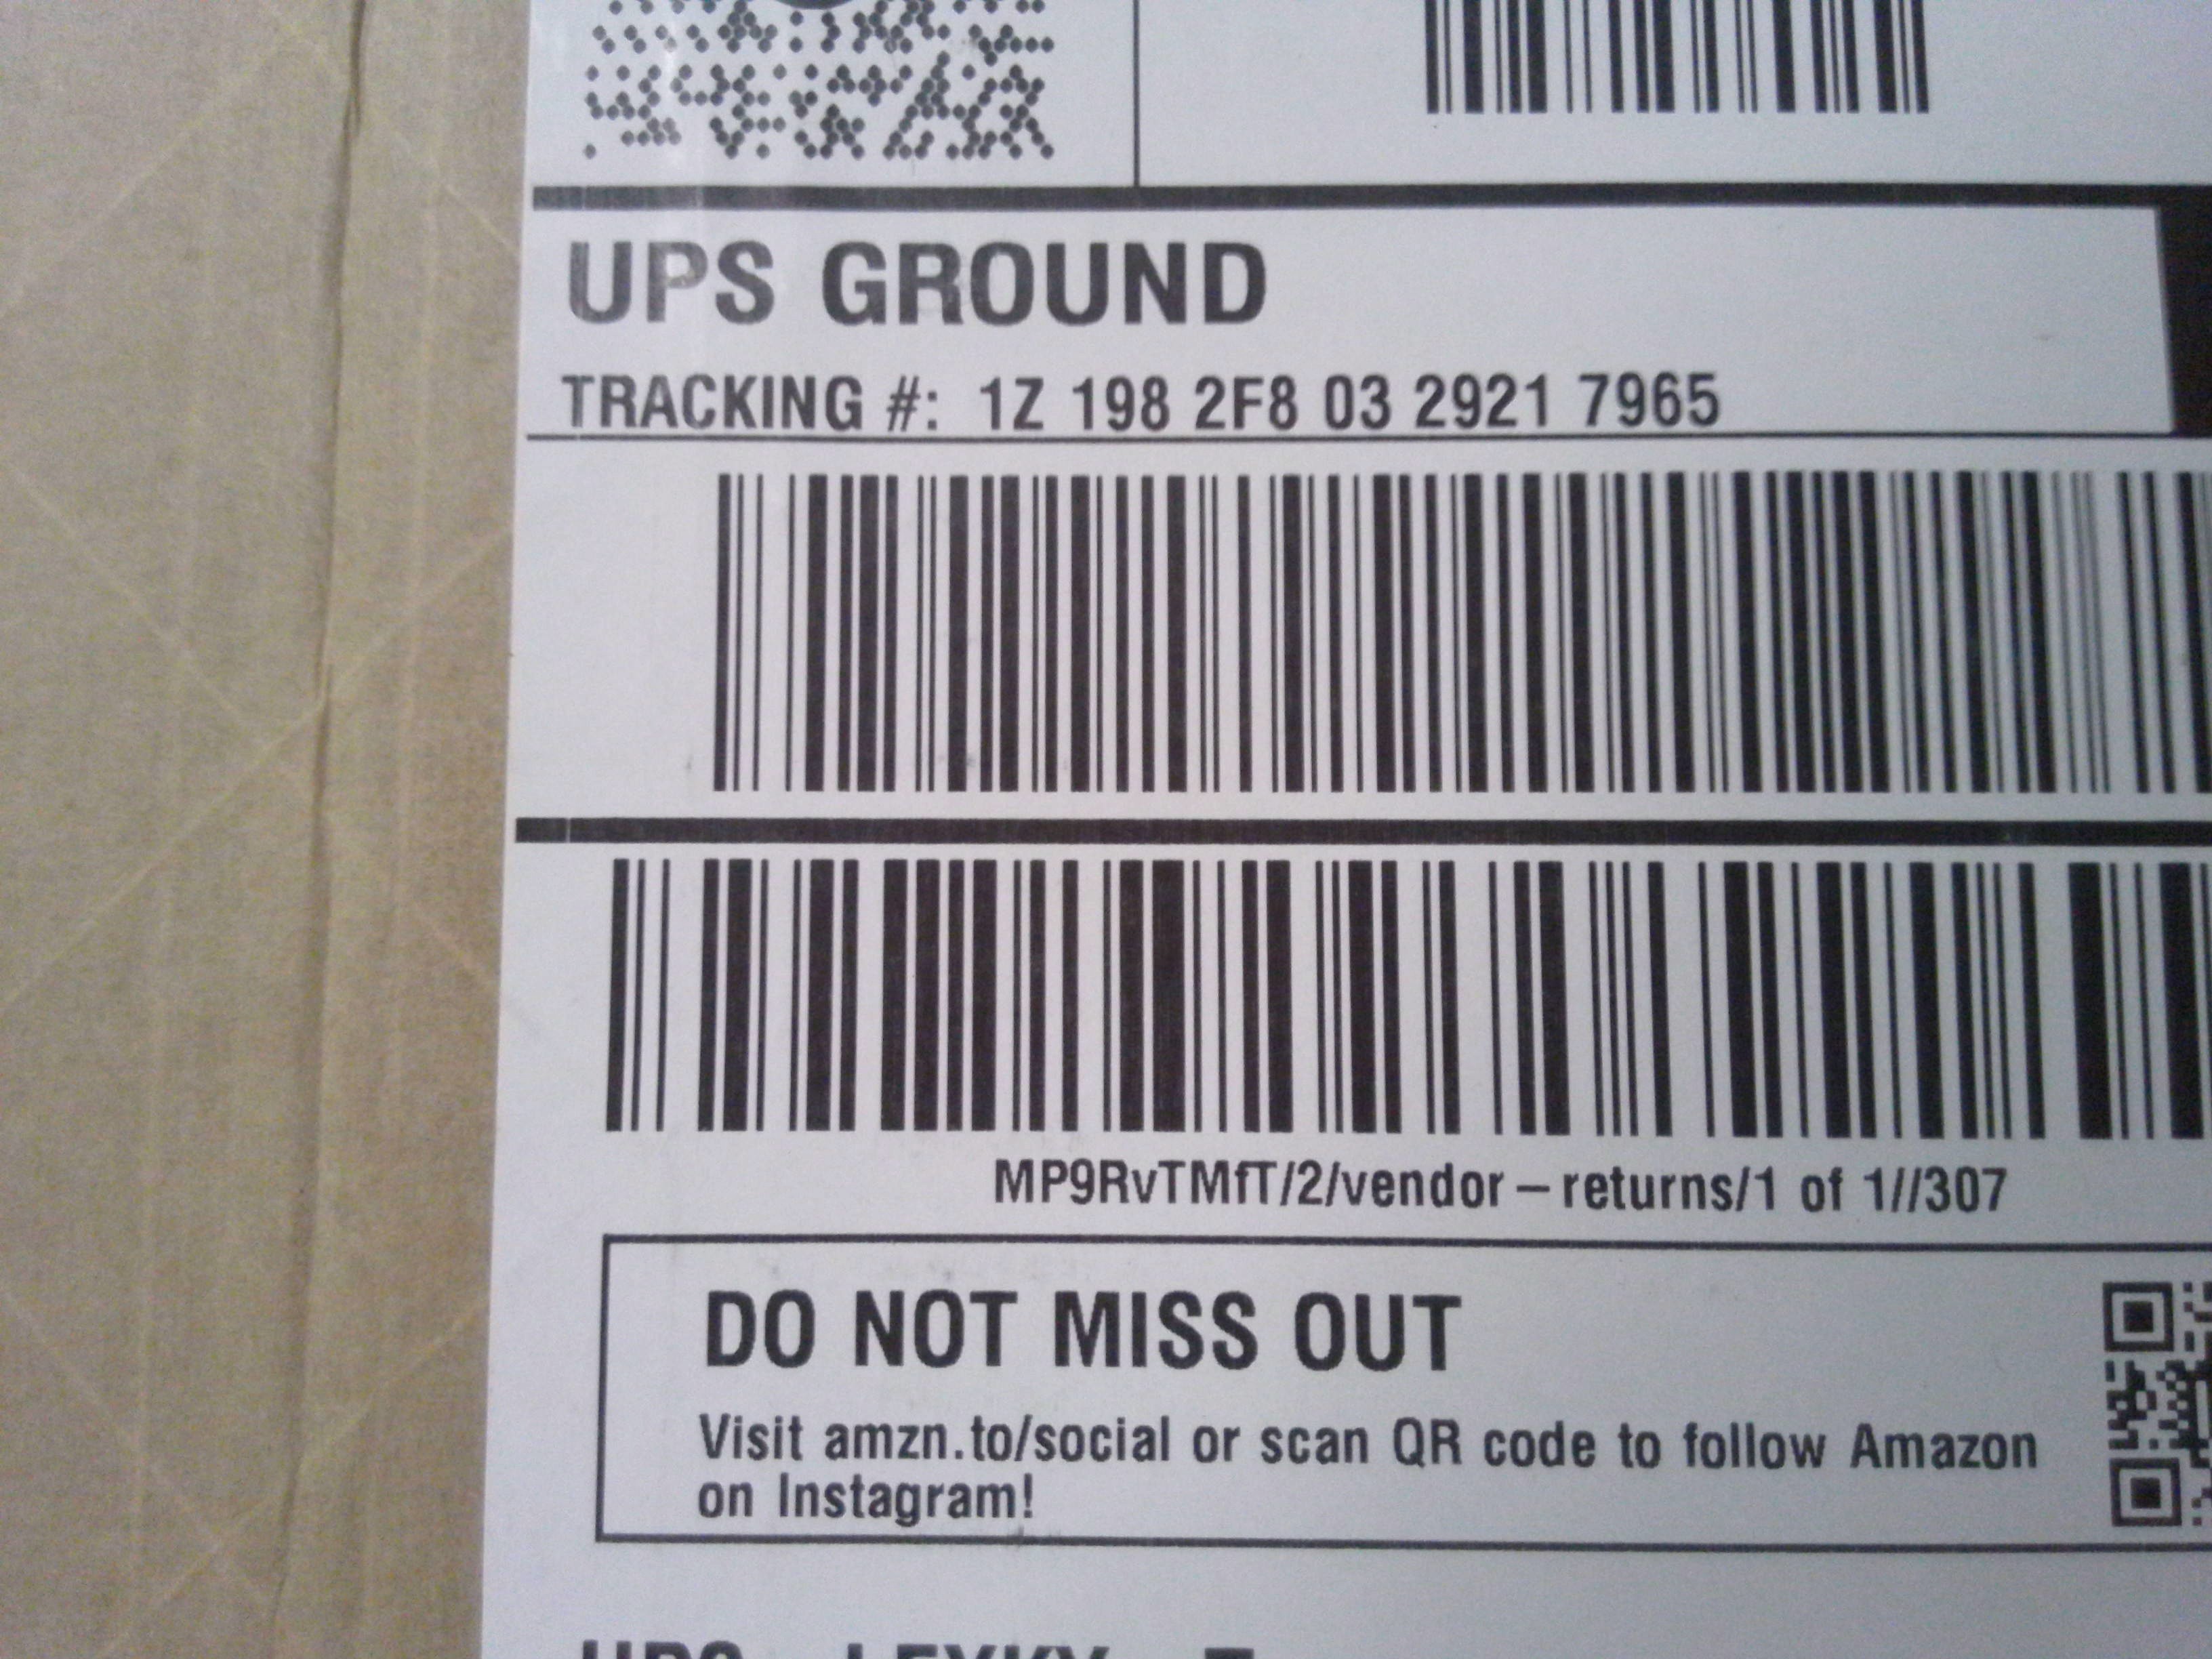 UPS GROUND
TRACKING #: 1Z 198 2F8 03 2921 7965
MP9RvTMfT/2/vendor–returns/1 of 1//307
DO NOT MISS OUT
Visit amzn.to/social or scan QR code to follow Amazon
on Instagram!